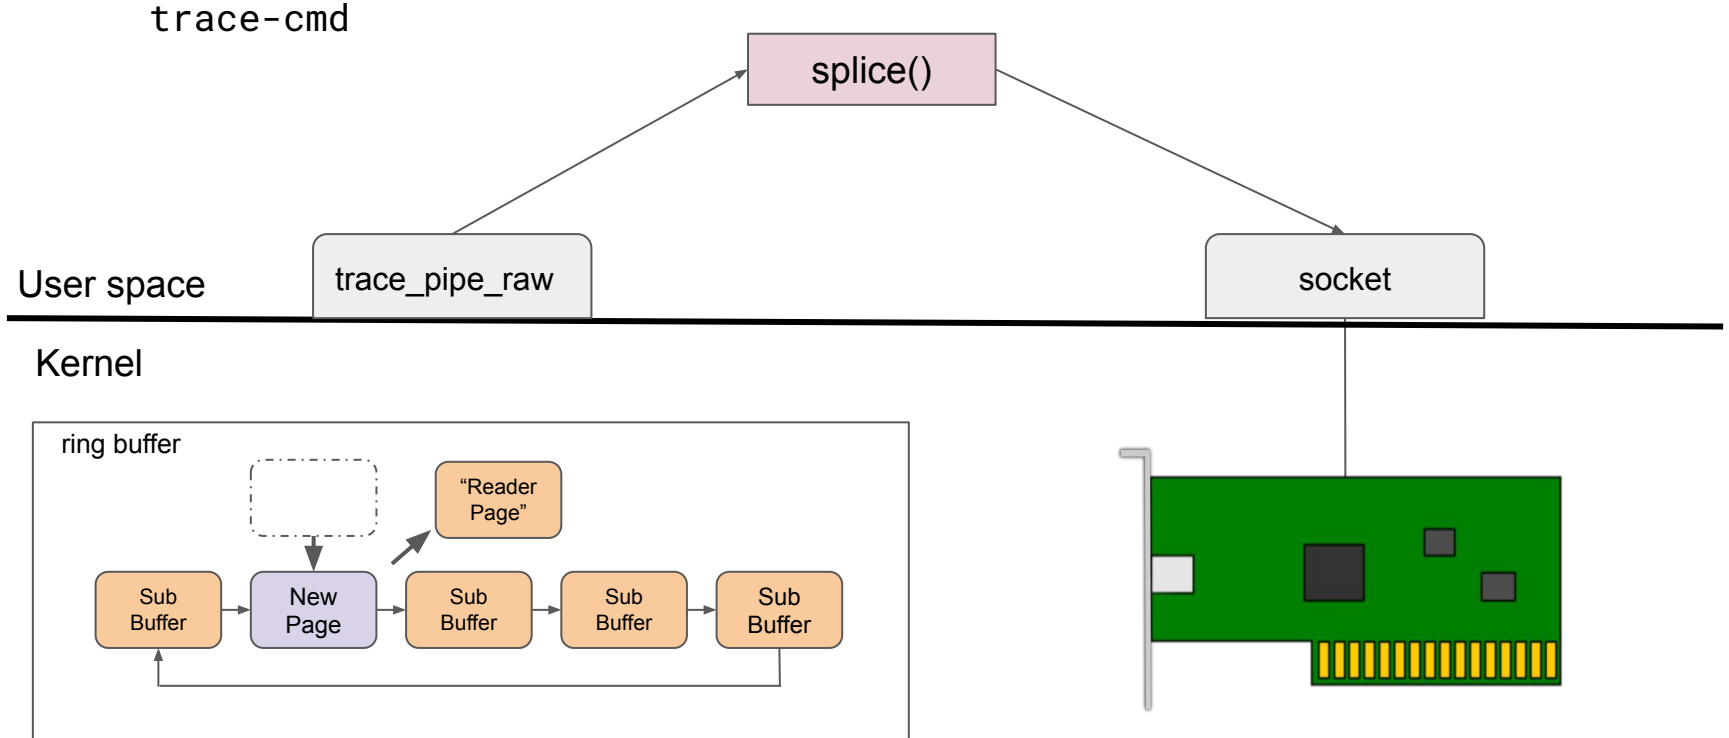 trace-cmd
splice()
trace_pipe_raw
socket
User space
Kernel
ring buffer
“Reader
Page”
Sub
Buffer
New
Page
Sub
Buffer
Sub
Buffer
Sub
Buffer